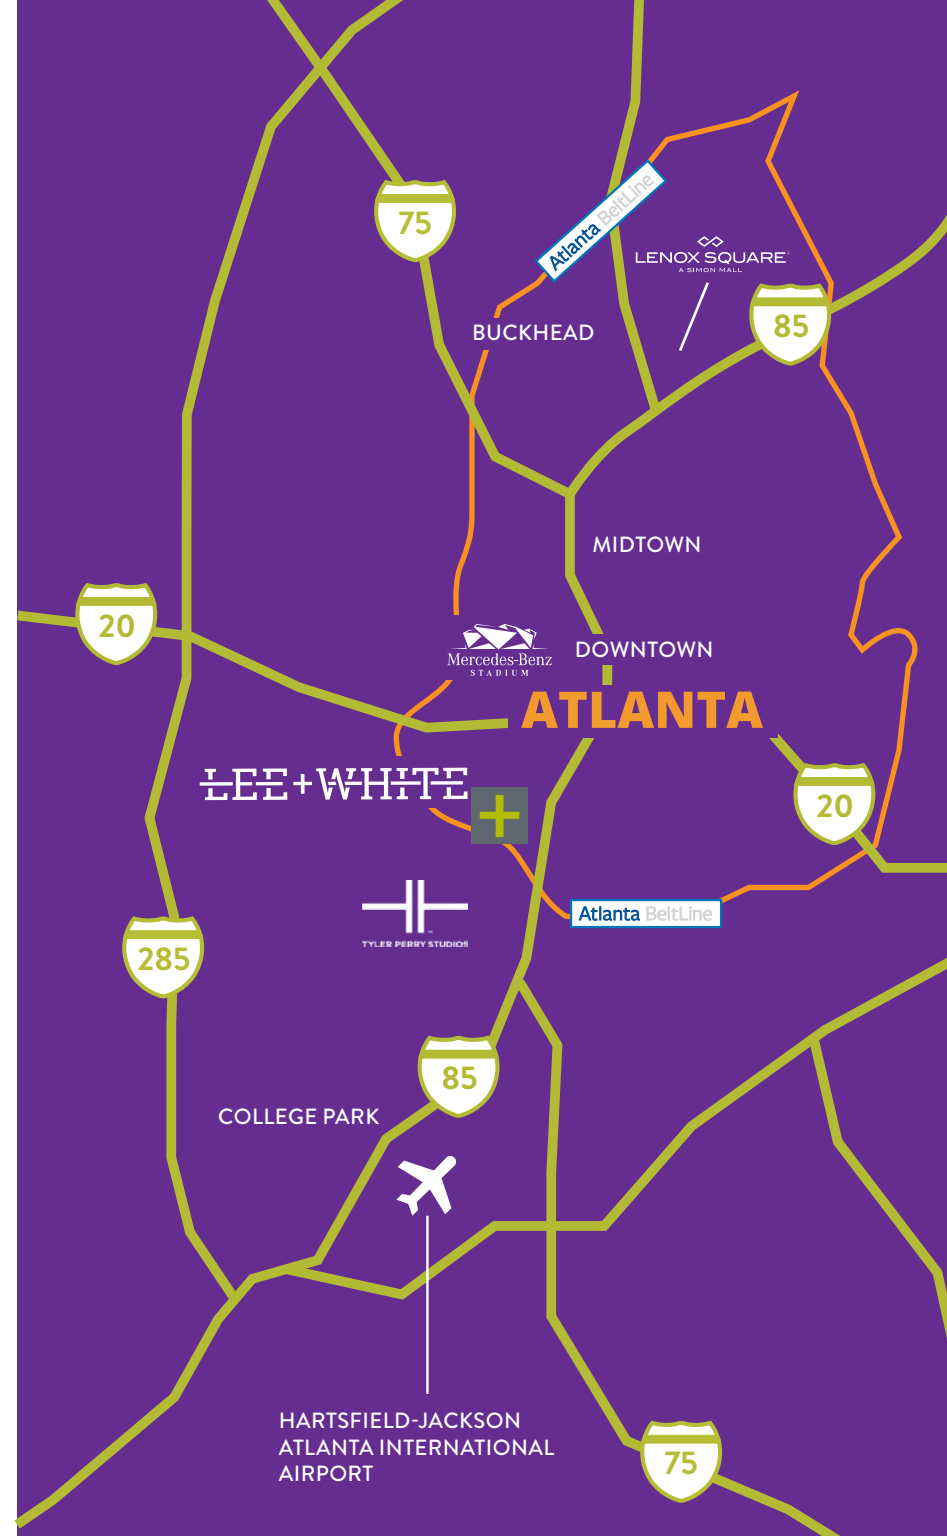 75
Atlanta BeltLine
LENOX SQUARE
A SIMON MALL
85
BUCKHEAD
MIDTOWN
20
Mercedes-Benz
STADIUM
DOWNTOWN
ATLANTA
LEE+WHITE
20
Atlanta BeltLine
TYLER PERRY STUDIOS
285
85
COLLEGE PARK
HARTSFIELD-JACKSON
ATLANTA INTERNATIONAL
AIRPORT
75